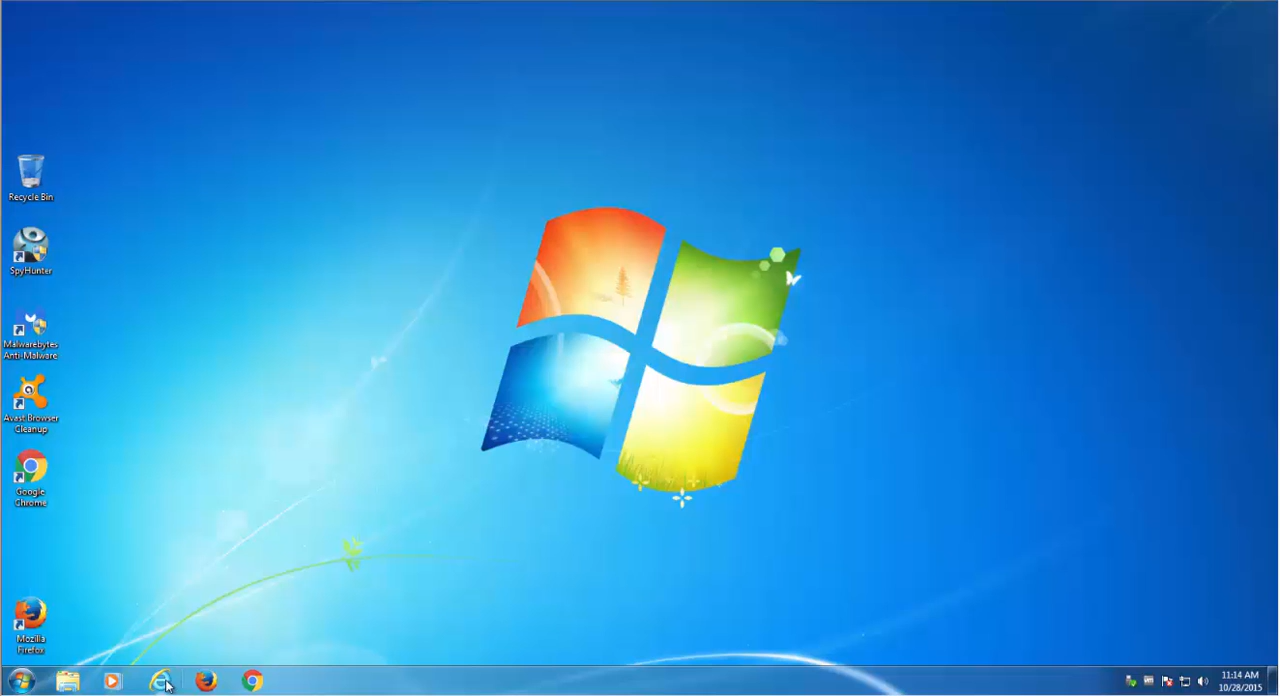 Recycle Bin
SpyHunter
Malwarebytes
Anti-Malware
Avast Browser
Cleanup
Google
Chrome
Mozilla
Firefox
11:14 AM
10/28/2015